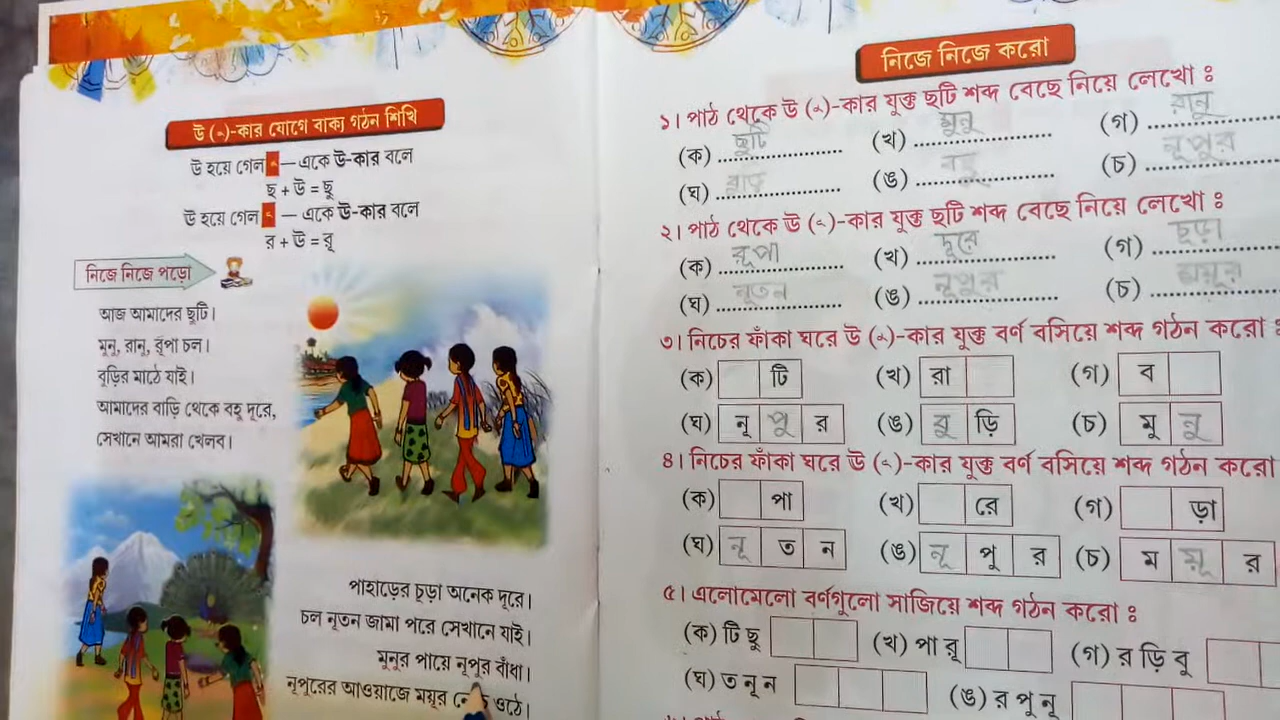 উ (ু)-কার যোগে বাক্য গঠন শিখি
উ হয়ে গেল ু — একে উ-কার বলে
ছ + উ = ছু
ঊ হয়ে গেল ূ — একে ঊ-কার বলে
র + ঊ = রূ
নিজে নিজে পড়ো
আজ আমাদের ছুটি।
মুনু, রানু, রূপা চল।
বুড়ির মাঠে যাই।
আমাদের বাড়ি থেকে বহু দূরে,
সেখানে আমরা খেলব।
পাহাড়ের চূড়া অনেক দূরে।
চল নূতন জামা পরে সেখানে যাই।
মুনুর পায়ে নূপুর বাঁধা।
নূপুরের আওয়াজে ময়ূর ওঠে।
নিজে নিজে করো
১। পাঠ থেকে উ (ু)-কার যুক্ত ছটি শব্দ বেছে নিয়ে লেখো :
(ক) ছুটি (খ) মুনু (গ) রানু
(ঘ) (ঙ) বহু (চ) নূপুর
২। পাঠ থেকে ঊ (ূ)-কার যুক্ত ছটি শব্দ বেছে নিয়ে লেখো :
(ক) রূপা (খ) দূরে (গ) চূড়া
(ঘ) নূতন (ঙ) নূপুর (চ) ময়ূর
৩। নিচের ফাঁকা ঘরে উ (ু)-কার যুক্ত বর্ণ বসিয়ে শব্দ গঠন করো :
(ক) টি (খ) রা (গ) ব
(ঘ) নূ পু র (ঙ) বু ড়ি (চ) মু নু
৪। নিচের ফাঁকা ঘরে ঊ (ূ)-কার যুক্ত বর্ণ বসিয়ে শব্দ গঠন করো
(ক) পা (খ) রে (গ) ড়া
(ঘ) নূ ত ন (ঙ) নূ পু র (চ) ম য়ূ র
৫। এলোমেলো বর্ণগুলো সাজিয়ে শব্দ গঠন করো :
(ক) টি ছু (খ) পা রূ (গ) র ড়ি বু
(ঘ) ত নূ ন (ঙ) র পু নূ